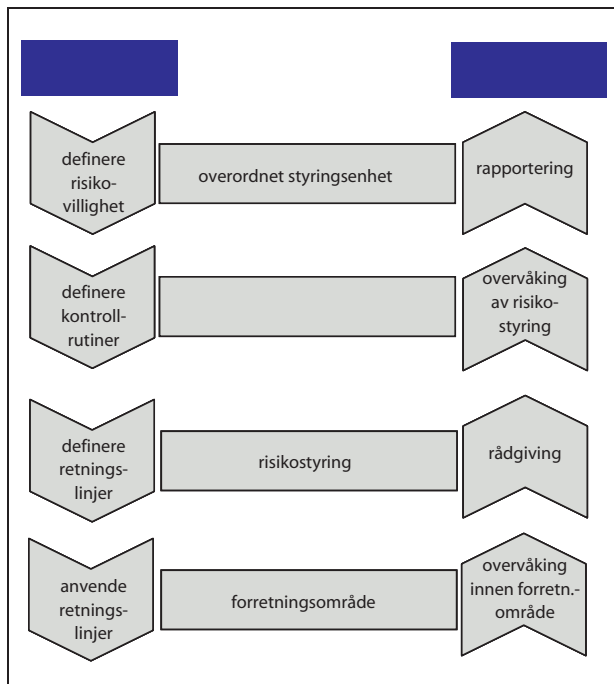 definere
risiko-
villighet
overordnet styringsenhet
rapportering
definere
kontroll-
rutiner
overvåking
av risiko-
styring
definere
retnings-
linjer
risikostyring
rådgiving
anvende
retnings-
linjer
forretningsområde
overvåking
innen forretn.-
område